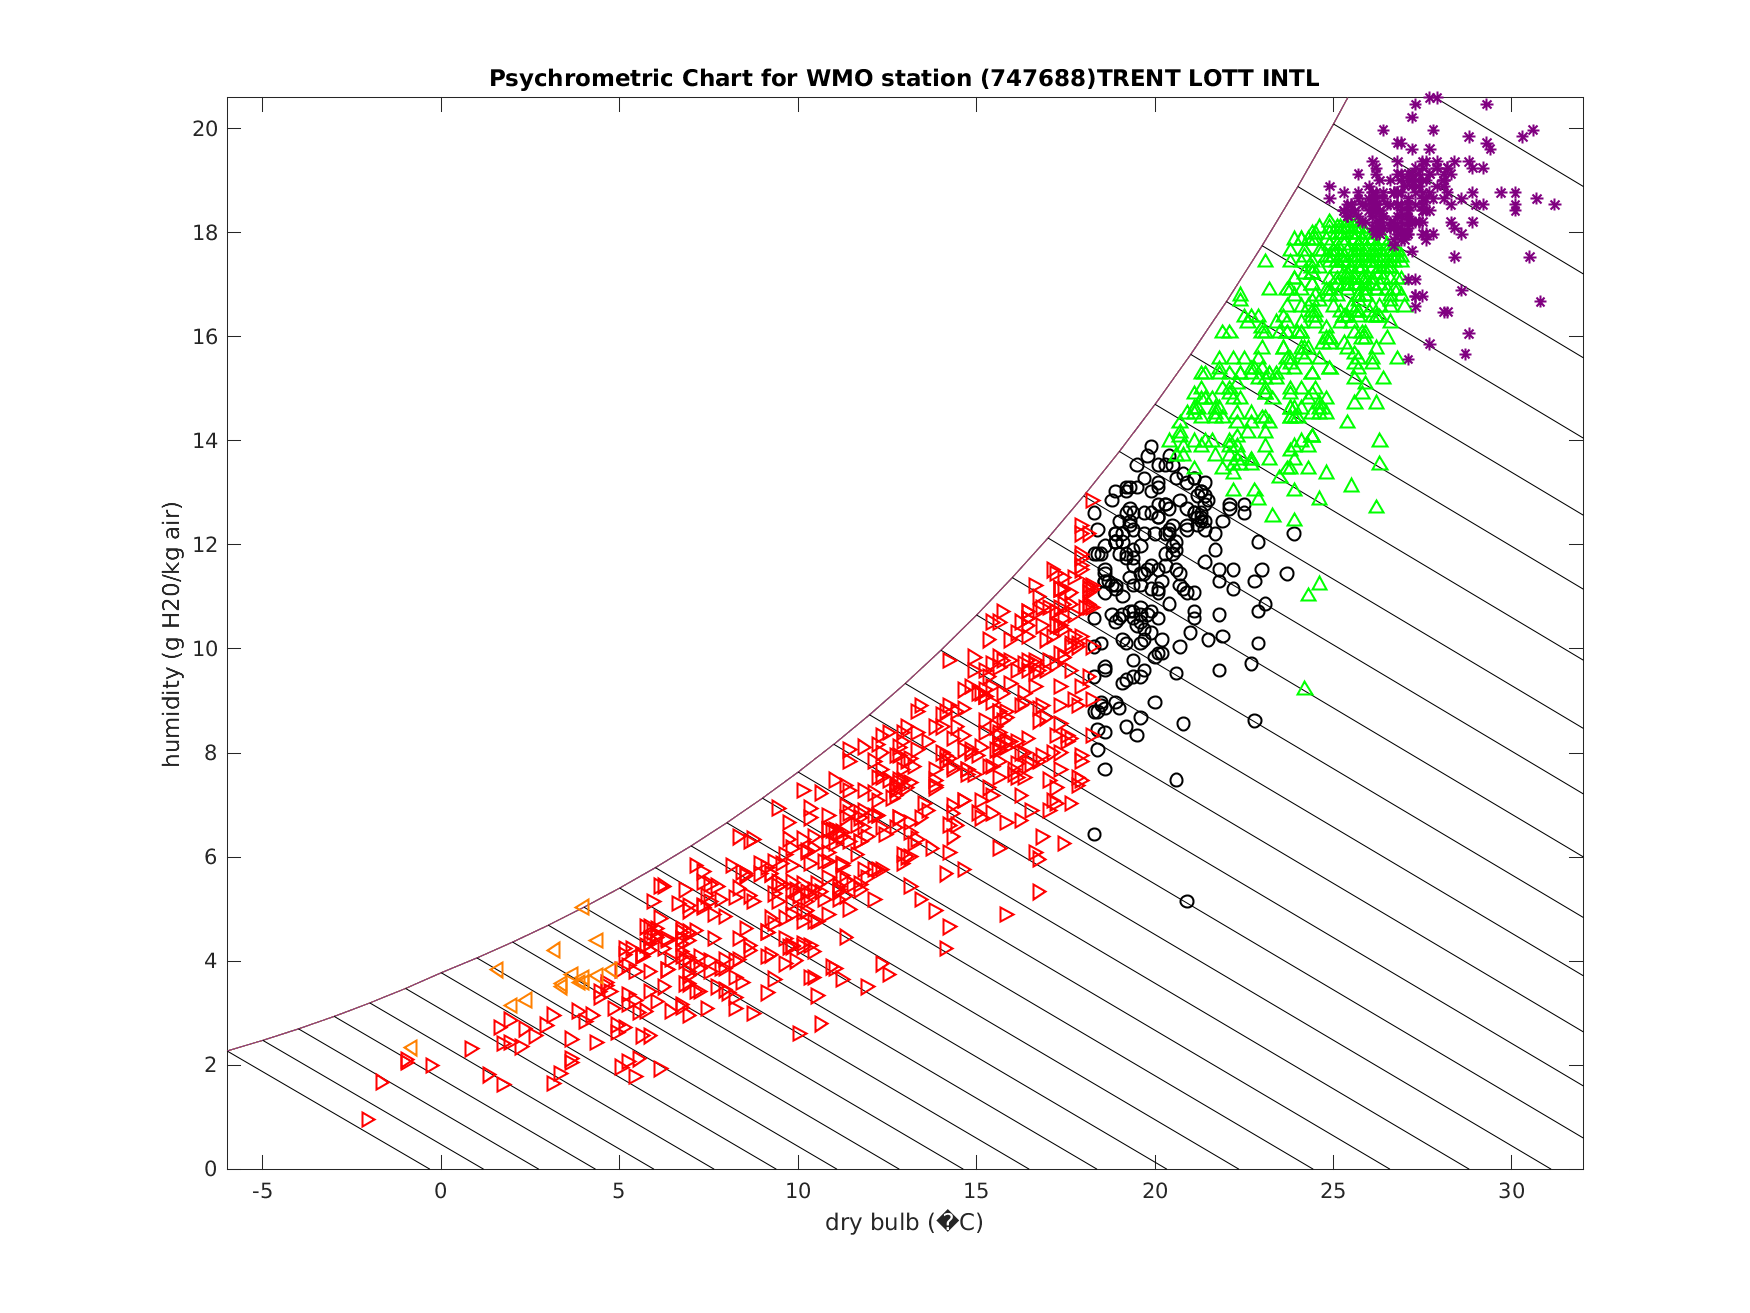 Psychrometric Chart for WMO station (747688)TRENT LOTT INTL
20
18
16
14
12
10
8
6
4
2
0
humidity (g H20/kg air)
-5 0 5 10 15 20 25 30
dry bulb (�C)